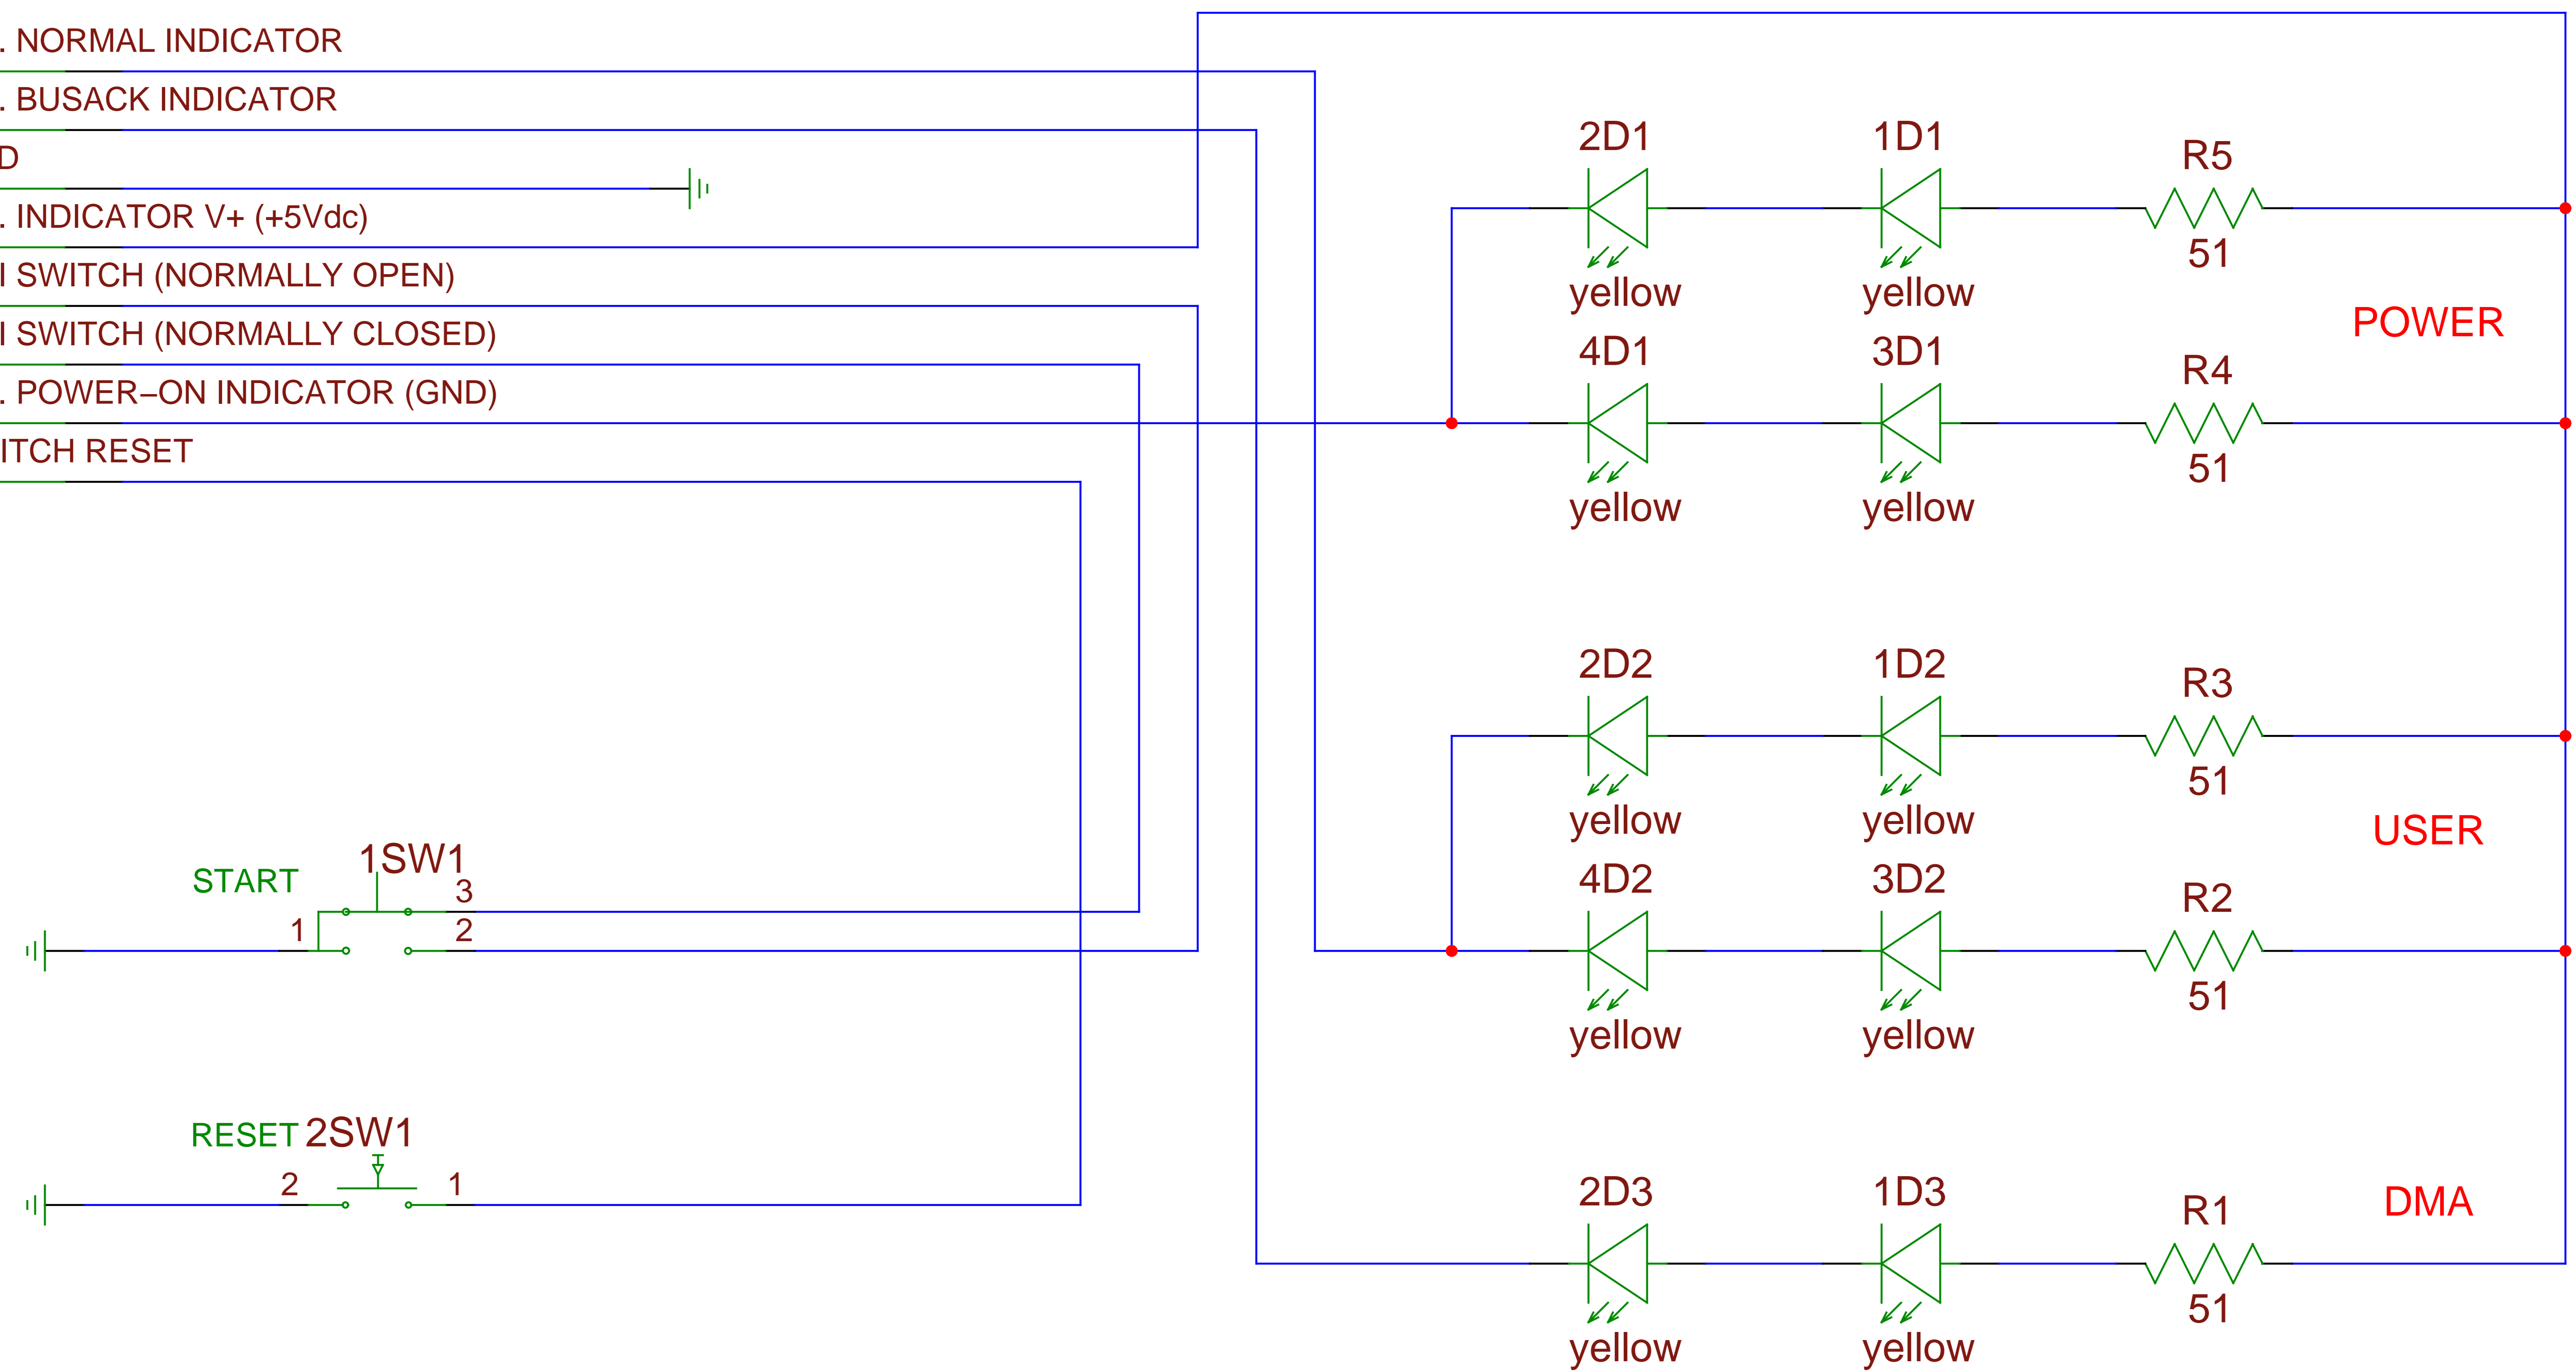 . NORMAL INDICATOR
. BUSACK INDICATOR
D
. INDICATOR V+ (+5Vdc)
I SWITCH (NORMALLY OPEN)
I SWITCH (NORMALLY CLOSED)
. POWER–ON INDICATOR (GND)
ITCH RESET
2D1
1D1
R5
51
yellow
yellow
POWER
4D1
3D1
R4
51
yellow
yellow
2D2
1D2
R3
51
yellow
yellow
USER
4D2
3D2
R2
51
yellow
yellow
START
1SW1
3
1
2
RESET
2SW1
2
1
2D3
1D3
R1
DMA
51
yellow
yellow